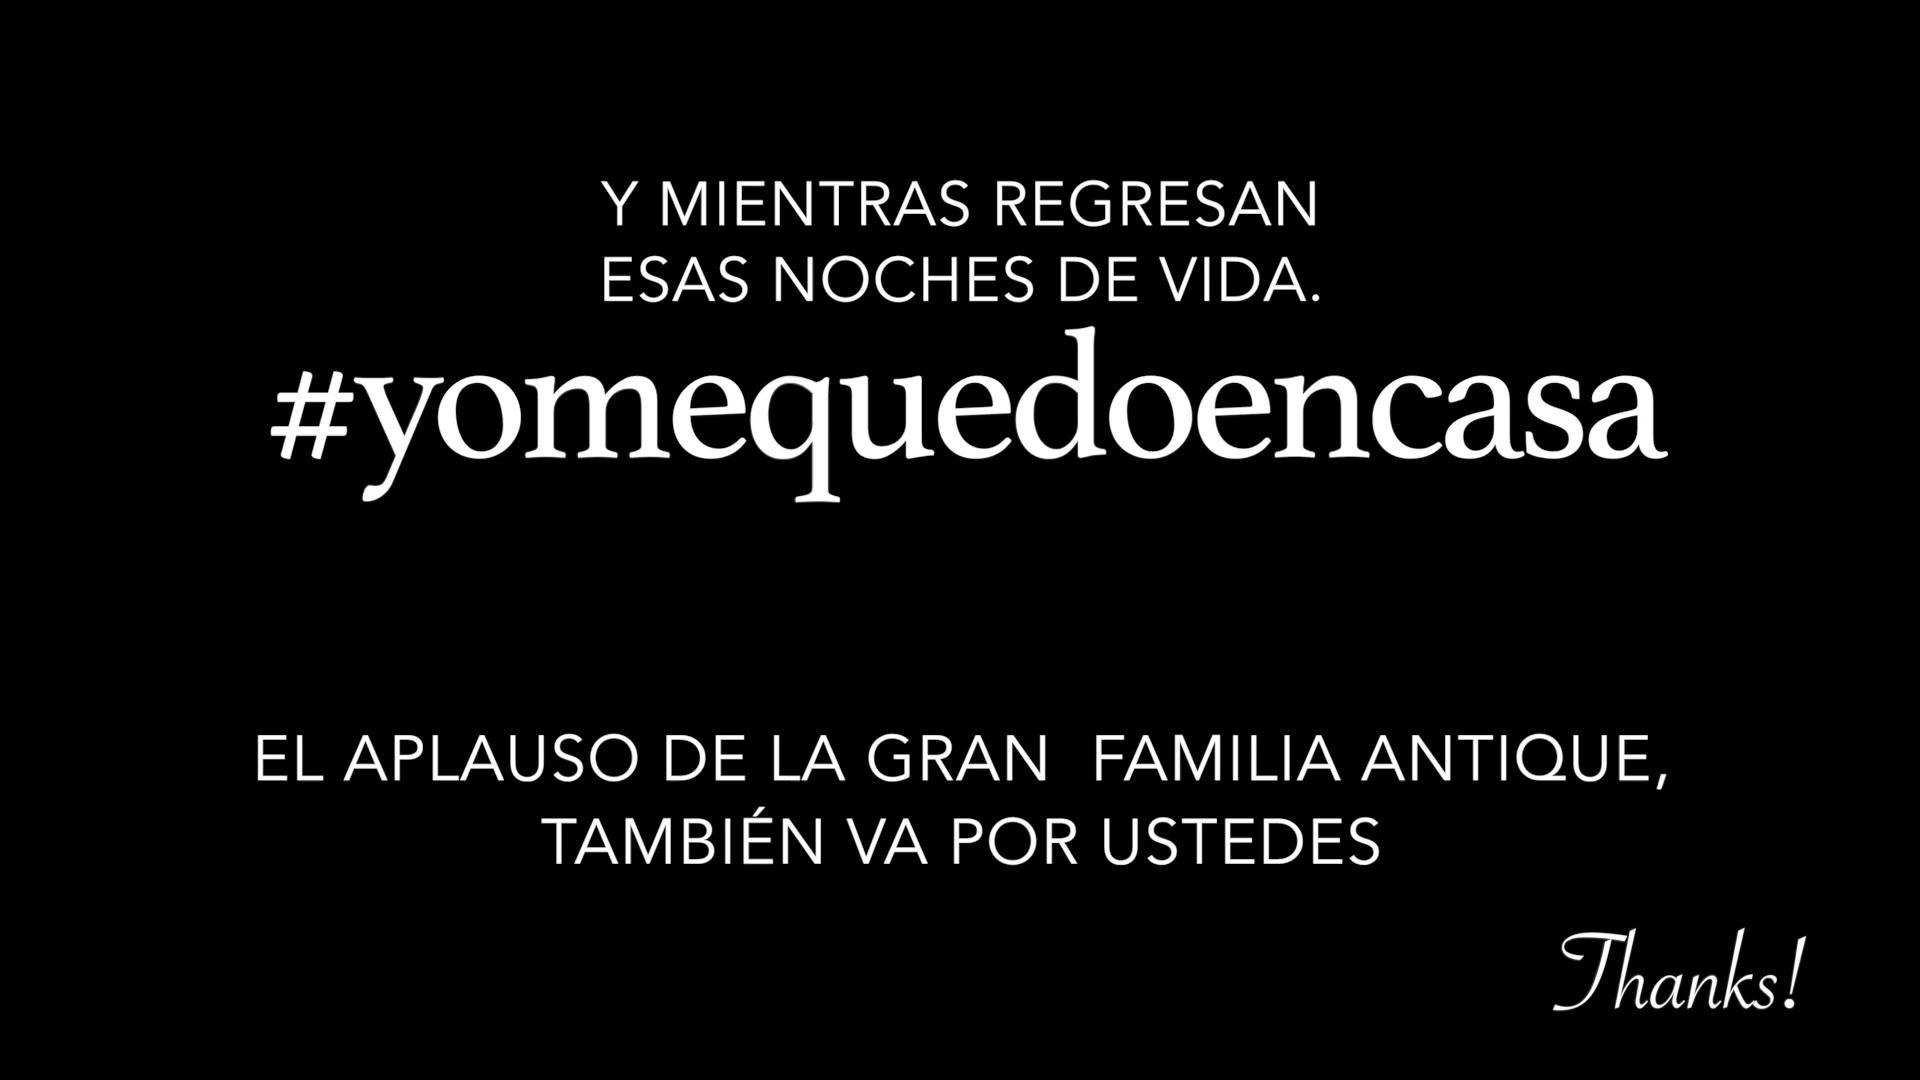 Y MIENTRAS REGRESAN
ESAS NOCHES DE VIDA.
#yomequedoencasa
EL APLAUSO DE LA GRAN FAMILIA ANTIQUE,
TAMBIÉN VA POR USTEDES
Thanks!